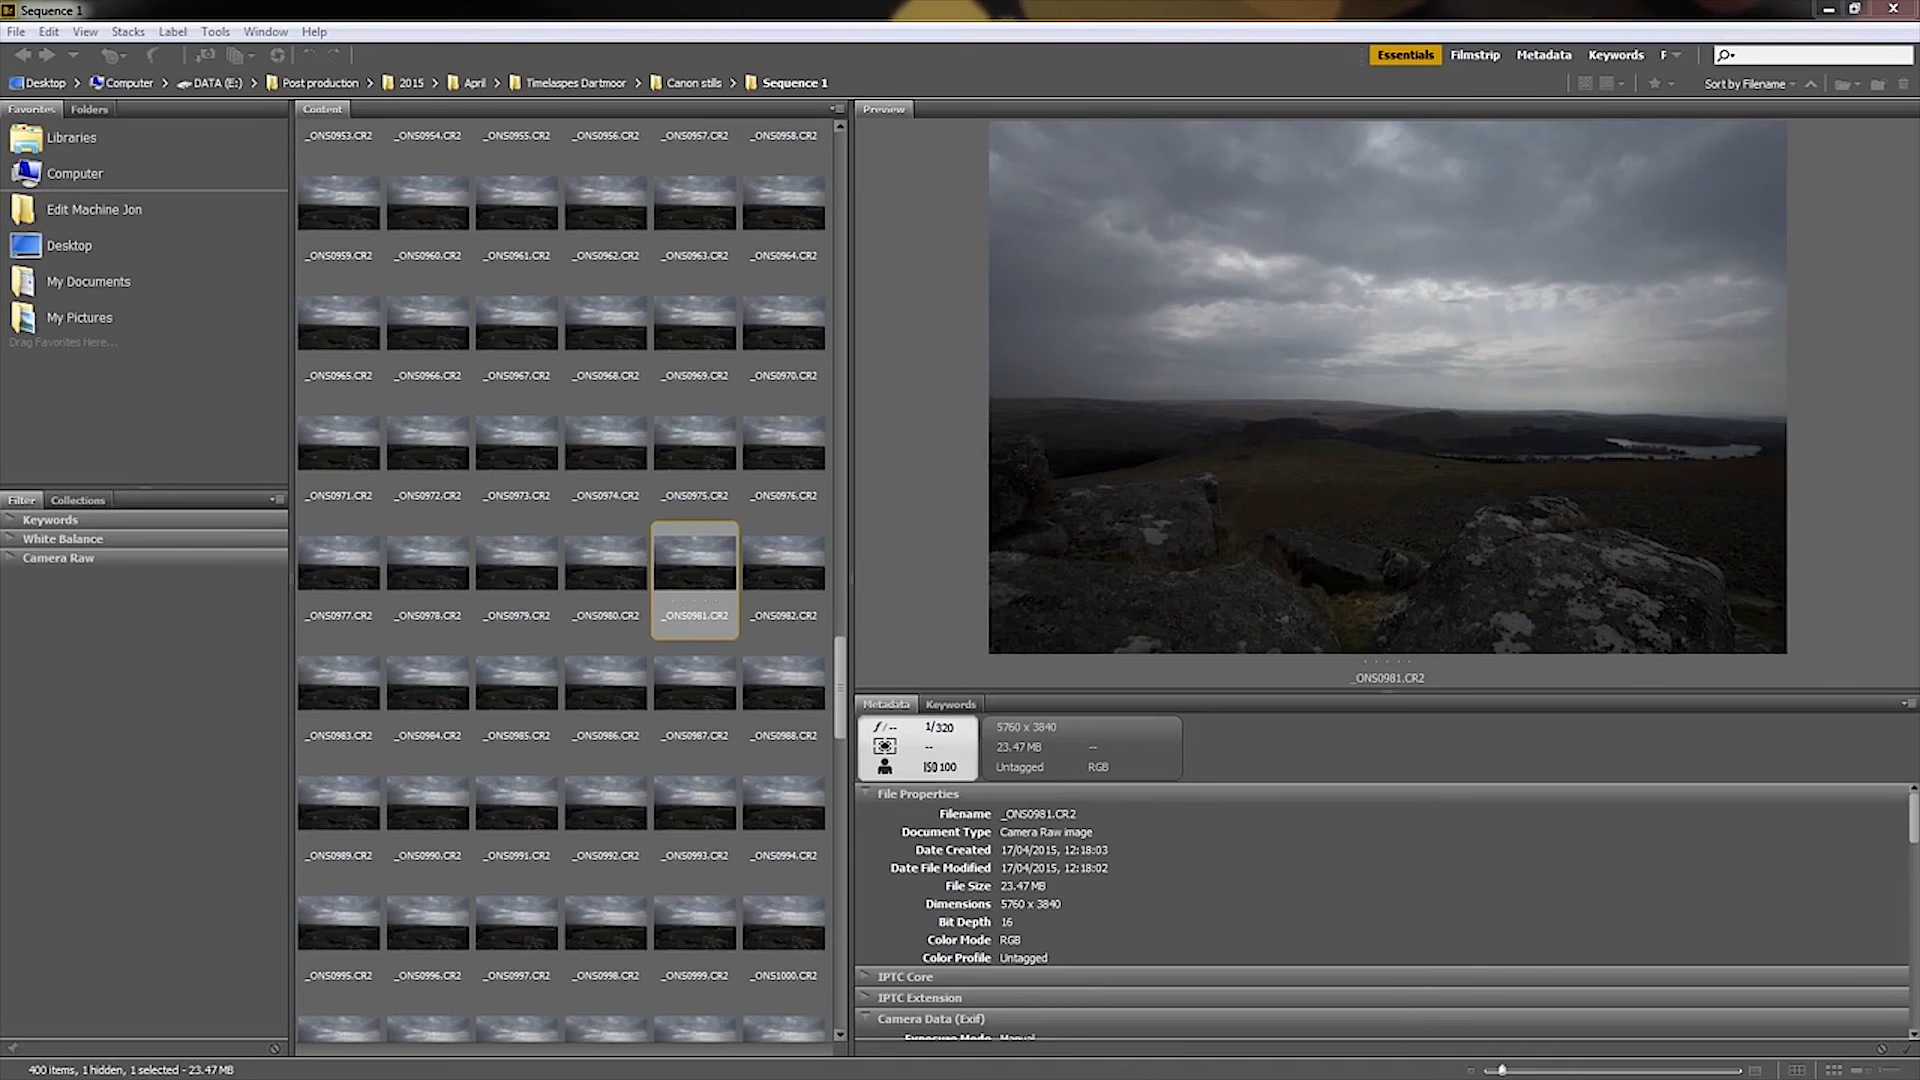 Sequence 1
File Edit View Stacks Label Tools Window Help
Essentials Filmstrip Metadata Keywords F
Desktop Computer DATA (E:) Post production 2015 April Timelaspes Dartmoor Canon stills Sequence 1
Sort by Filename
Favorites Folders
Content
Preview
Libraries
Computer
Edit Machine Jon
Desktop
My Documents
My Pictures
Drag Favorites Here...
Filter Collections
Keywords
White Balance
Camera Raw
_ONS0953.CR2 _ONS0954.CR2 _ONS0955.CR2 _ONS0956.CR2 _ONS0957.CR2 _ONS0958.CR2
_ONS0959.CR2 _ONS0960.CR2 _ONS0961.CR2 _ONS0962.CR2 _ONS0963.CR2 _ONS0964.CR2
_ONS0965.CR2 _ONS0966.CR2 _ONS0967.CR2 _ONS0968.CR2 _ONS0969.CR2 _ONS0970.CR2
_ONS0971.CR2 _ONS0972.CR2 _ONS0973.CR2 _ONS0974.CR2 _ONS0975.CR2 _ONS0976.CR2
_ONS0977.CR2 _ONS0978.CR2 _ONS0979.CR2 _ONS0980.CR2 _ONS0981.CR2 _ONS0982.CR2
_ONS0983.CR2 _ONS0984.CR2 _ONS0985.CR2 _ONS0986.CR2 _ONS0987.CR2 _ONS0988.CR2
_ONS0989.CR2 _ONS0990.CR2 _ONS0991.CR2 _ONS0992.CR2 _ONS0993.CR2 _ONS0994.CR2
_ONS0995.CR2 _ONS0996.CR2 _ONS0997.CR2 _ONS0998.CR2 _ONS0999.CR2 _ONS1000.CR2
_ONS0981.CR2
Metadata Keywords
f/-- 1/320
--
ISO 100
5760 x 3840
23.47 MB --
Untagged RGB
File Properties
Filename _ONS0981.CR2
Document Type Camera Raw image
Date Created 17/04/2015, 12:18:03
Date File Modified 17/04/2015, 12:18:02
File Size 23.47 MB
Dimensions 5760 x 3840
Bit Depth 16
Color Mode RGB
Color Profile Untagged
IPTC Core
IPTC Extension
Camera Data (Exif)
Exposure Mode Manual
400 items, 1 hidden, 1 selected - 23.47 MB